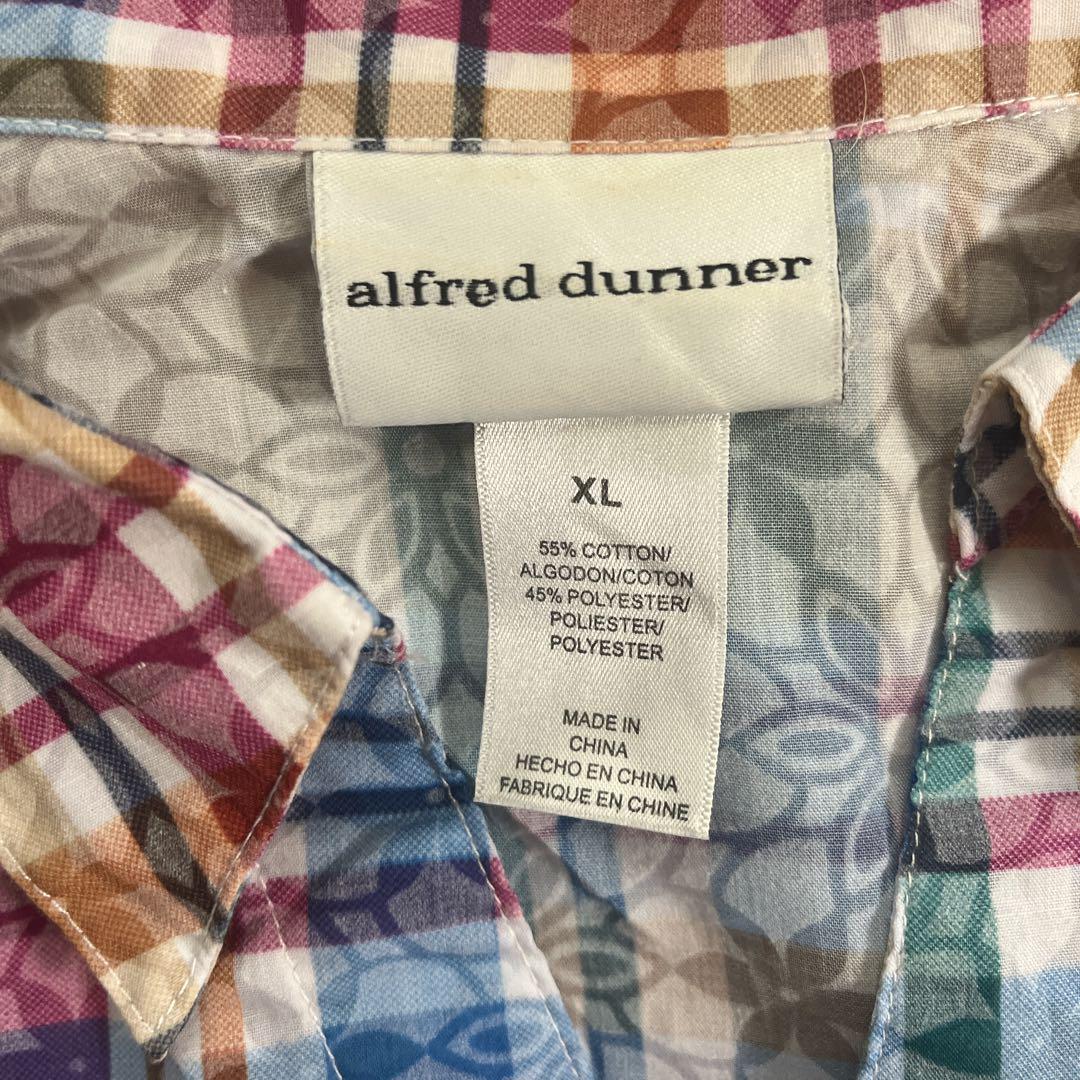 alfred dunner
XL
55% COTTON/
ALGODON/COTON
45% POLYESTER/
POLIESTER/
POLYESTER
MADE IN
CHINA
HECHO EN CHINA
FABRIQUE EN CHINE